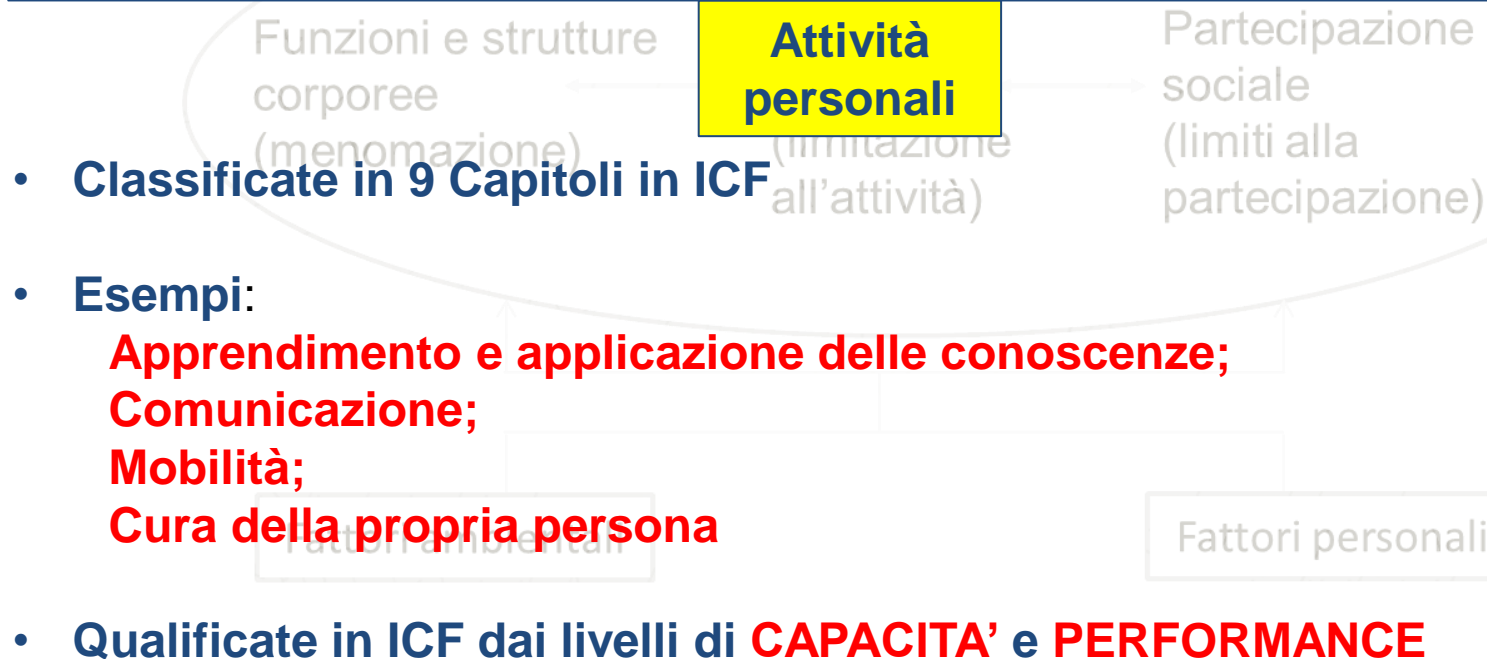 Funzioni e strutture
corporee
(menomazione)
Attività
personali
(limitazione
all'attività)
Partecipazione
sociale
(limiti alla
partecipazione)
• Classificate in 9 Capitoli in ICF
• Esempi:
Apprendimento e applicazione delle conoscenze;
Comunicazione;
Mobilità;
Cura della propria persona
Fattori ambientali
Fattori personali
• Qualificate in ICF dai livelli di CAPACITA' e PERFORMANCE